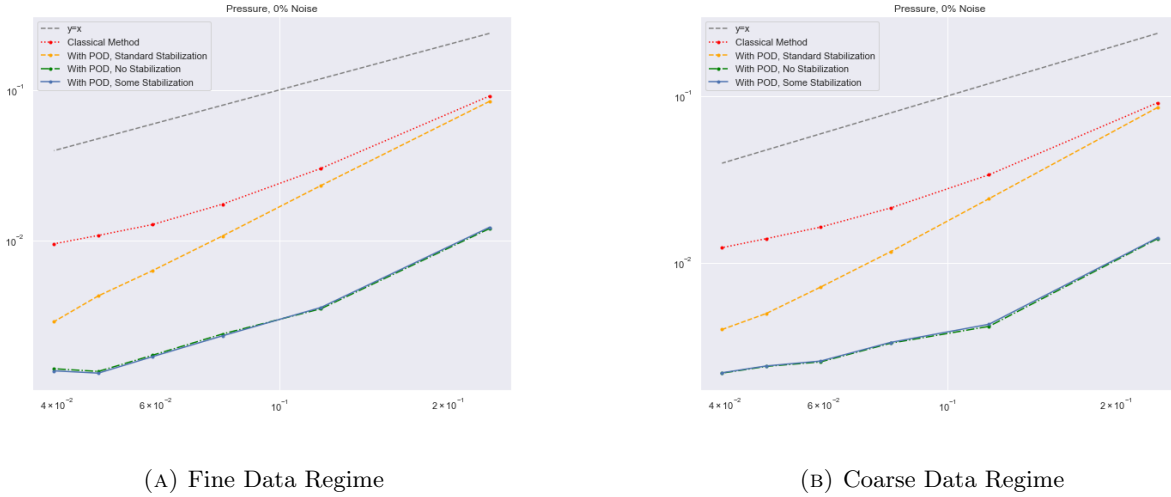 Pressure, 0% Noise
y=x
Classical Method
With POD, Standard Stabilization
With POD, No Stabilization
With POD, Some Stabilization
10⁻¹
10⁻²
4 × 10⁻²
6 × 10⁻²
10⁻¹
2 × 10⁻¹
(A) Fine Data Regime
Pressure, 0% Noise
y=x
Classical Method
With POD, Standard Stabilization
With POD, No Stabilization
With POD, Some Stabilization
10⁻¹
10⁻²
4 × 10⁻²
6 × 10⁻²
10⁻¹
2 × 10⁻¹
(B) Coarse Data Regime